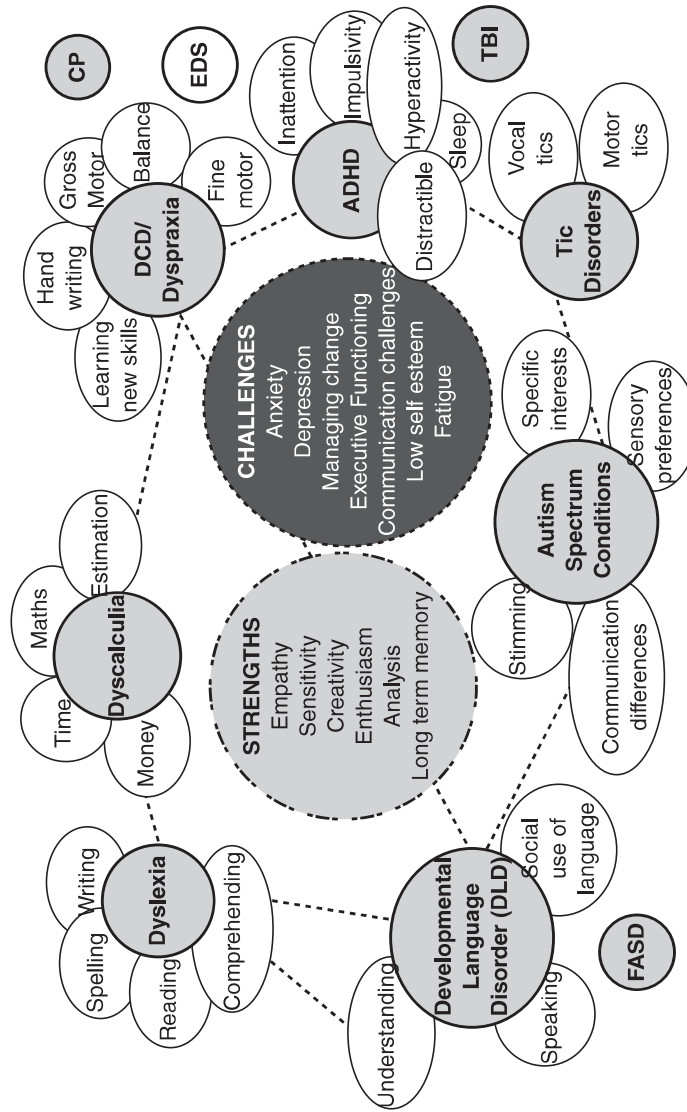 Spelling
Writing
Reading
Comprehending
Dyslexia
Time
Maths
Money
Estimation
Dyscalculia
Learning
new skills
Hand
writing
Gross
Motor
Balance
Fine
motor
DCD/
Dyspraxia
CP
EDS
STRENGTHS
Empathy
Sensitivity
Creativity
Enthusiasm
Analysis
Long term memory
CHALLENGES
Anxiety
Depression
Managing change
Executive Functioning
Communication challenges
Low self esteem
Fatigue
Inattention
Impulsivity
Hyperactivity
Distractible
Sleep
ADHD
TBI
Understanding
Developmental
Language
Disorder (DLD)
Speaking
Social
use of
language
FASD
Stimming
Communication
differences
Autism
Spectrum
Conditions
Specific
interests
Sensory
preferences
Tic
Disorders
Vocal
tics
Motor
tics